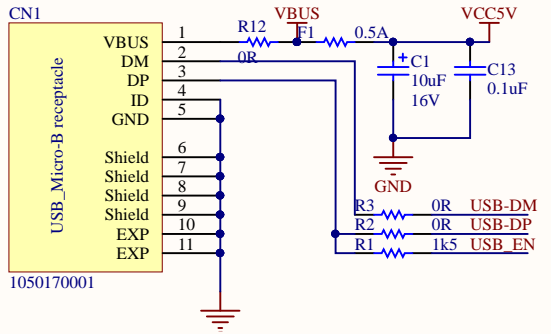 CN1
USB_Micro-B receptacle
VBUS 1
DM 2
DP 3
ID 4
GND 5
Shield 6
Shield 7
Shield 8
Shield 9
EXP 10
EXP 11
1050170001
R12
0R
VBUS
F1
0.5A
VCC5V
C1
10uF
16V
C13
0.1uF
GND
R3 0R USB-DM
R2 0R USB-DP
R1 1k5 USB_EN